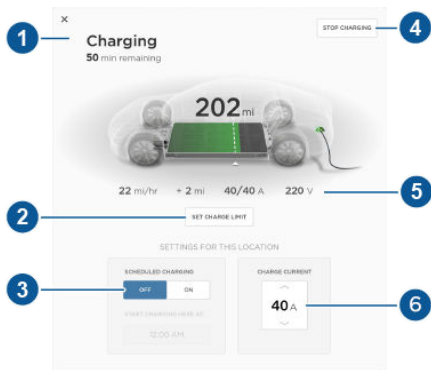 ×
1
Charging
50 min remaining
STOP CHARGING
4
202 mi
22 mi/hr + 2 mi 40/40 A 220 V
5
2
SET CHARGE LIMIT
SETTINGS FOR THIS LOCATION
SCHEDULED CHARGING
CHARGE CURRENT
3
OFF ON
40 A
6
START CHARGING HERE AT
12:00 AM